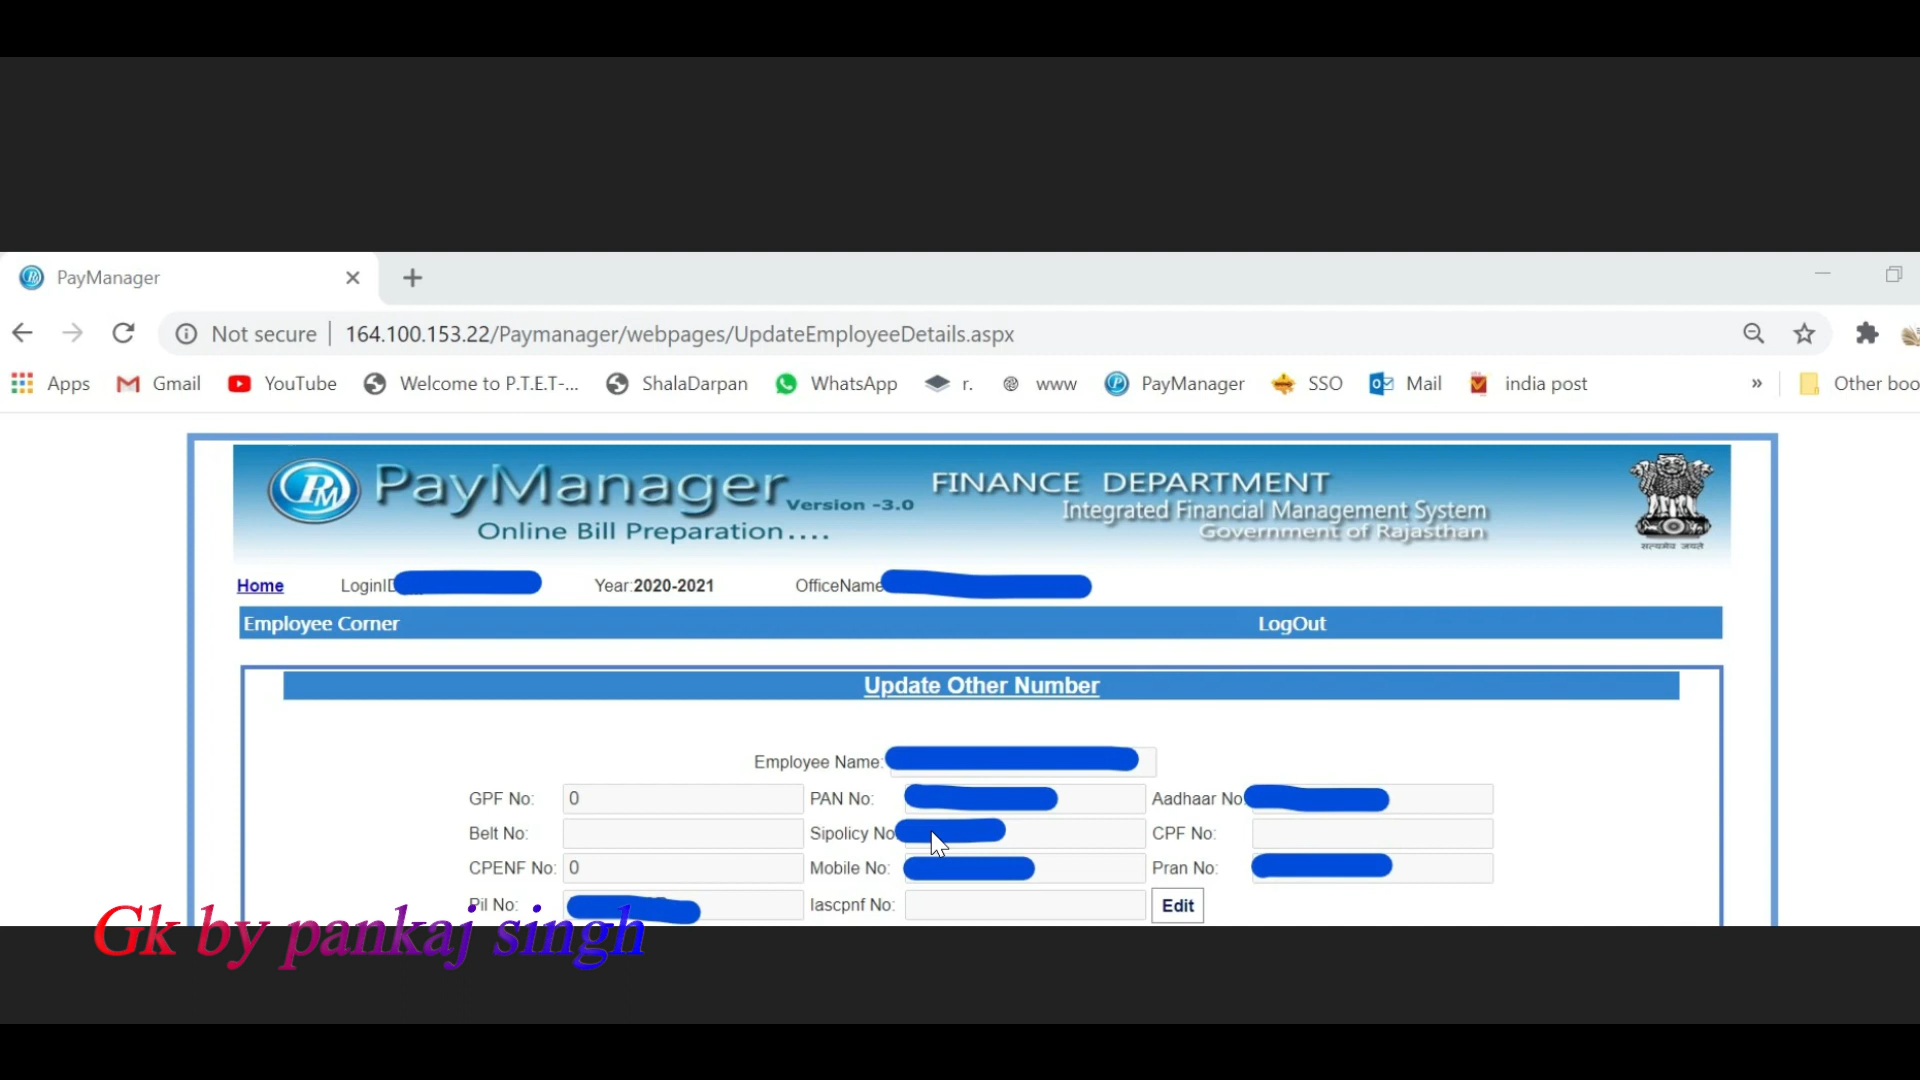 PayManager
Not secure 164.100.153.22/Paymanager/webpages/UpdateEmployeeDetails.aspx
Apps Gmail YouTube Welcome to P.T.E.T-... ShalaDarpan WhatsApp r. www PayManager SSO Mail india post » Other boo
PM PayManager Version -3.0
Online Bill Preparation....
FINANCE DEPARTMENT
Integrated Financial Management System
Government of Rajasthan
सत्यमेव जयते
Home LoginID Year:2020-2021 OfficeName
Employee Corner LogOut
Update Other Number
Employee Name:
GPF No: 0 PAN No: Aadhaar No
Belt No: Sipolicy No CPF No:
CPENF No: 0 Mobile No: Pran No:
Pil No: Iascpnf No: Edit
Gk by pankaj singh